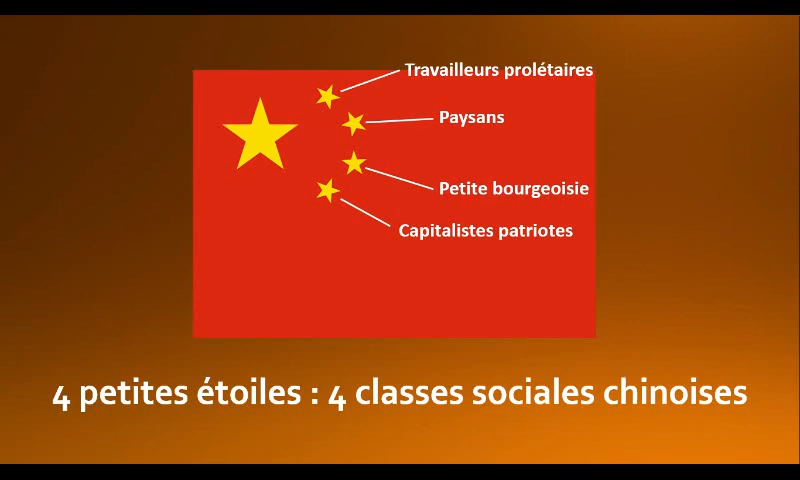 Travailleurs prolétaires
Paysans
Petite bourgeoisie
Capitalistes patriotes
4 petites étoiles : 4 classes sociales chinoises